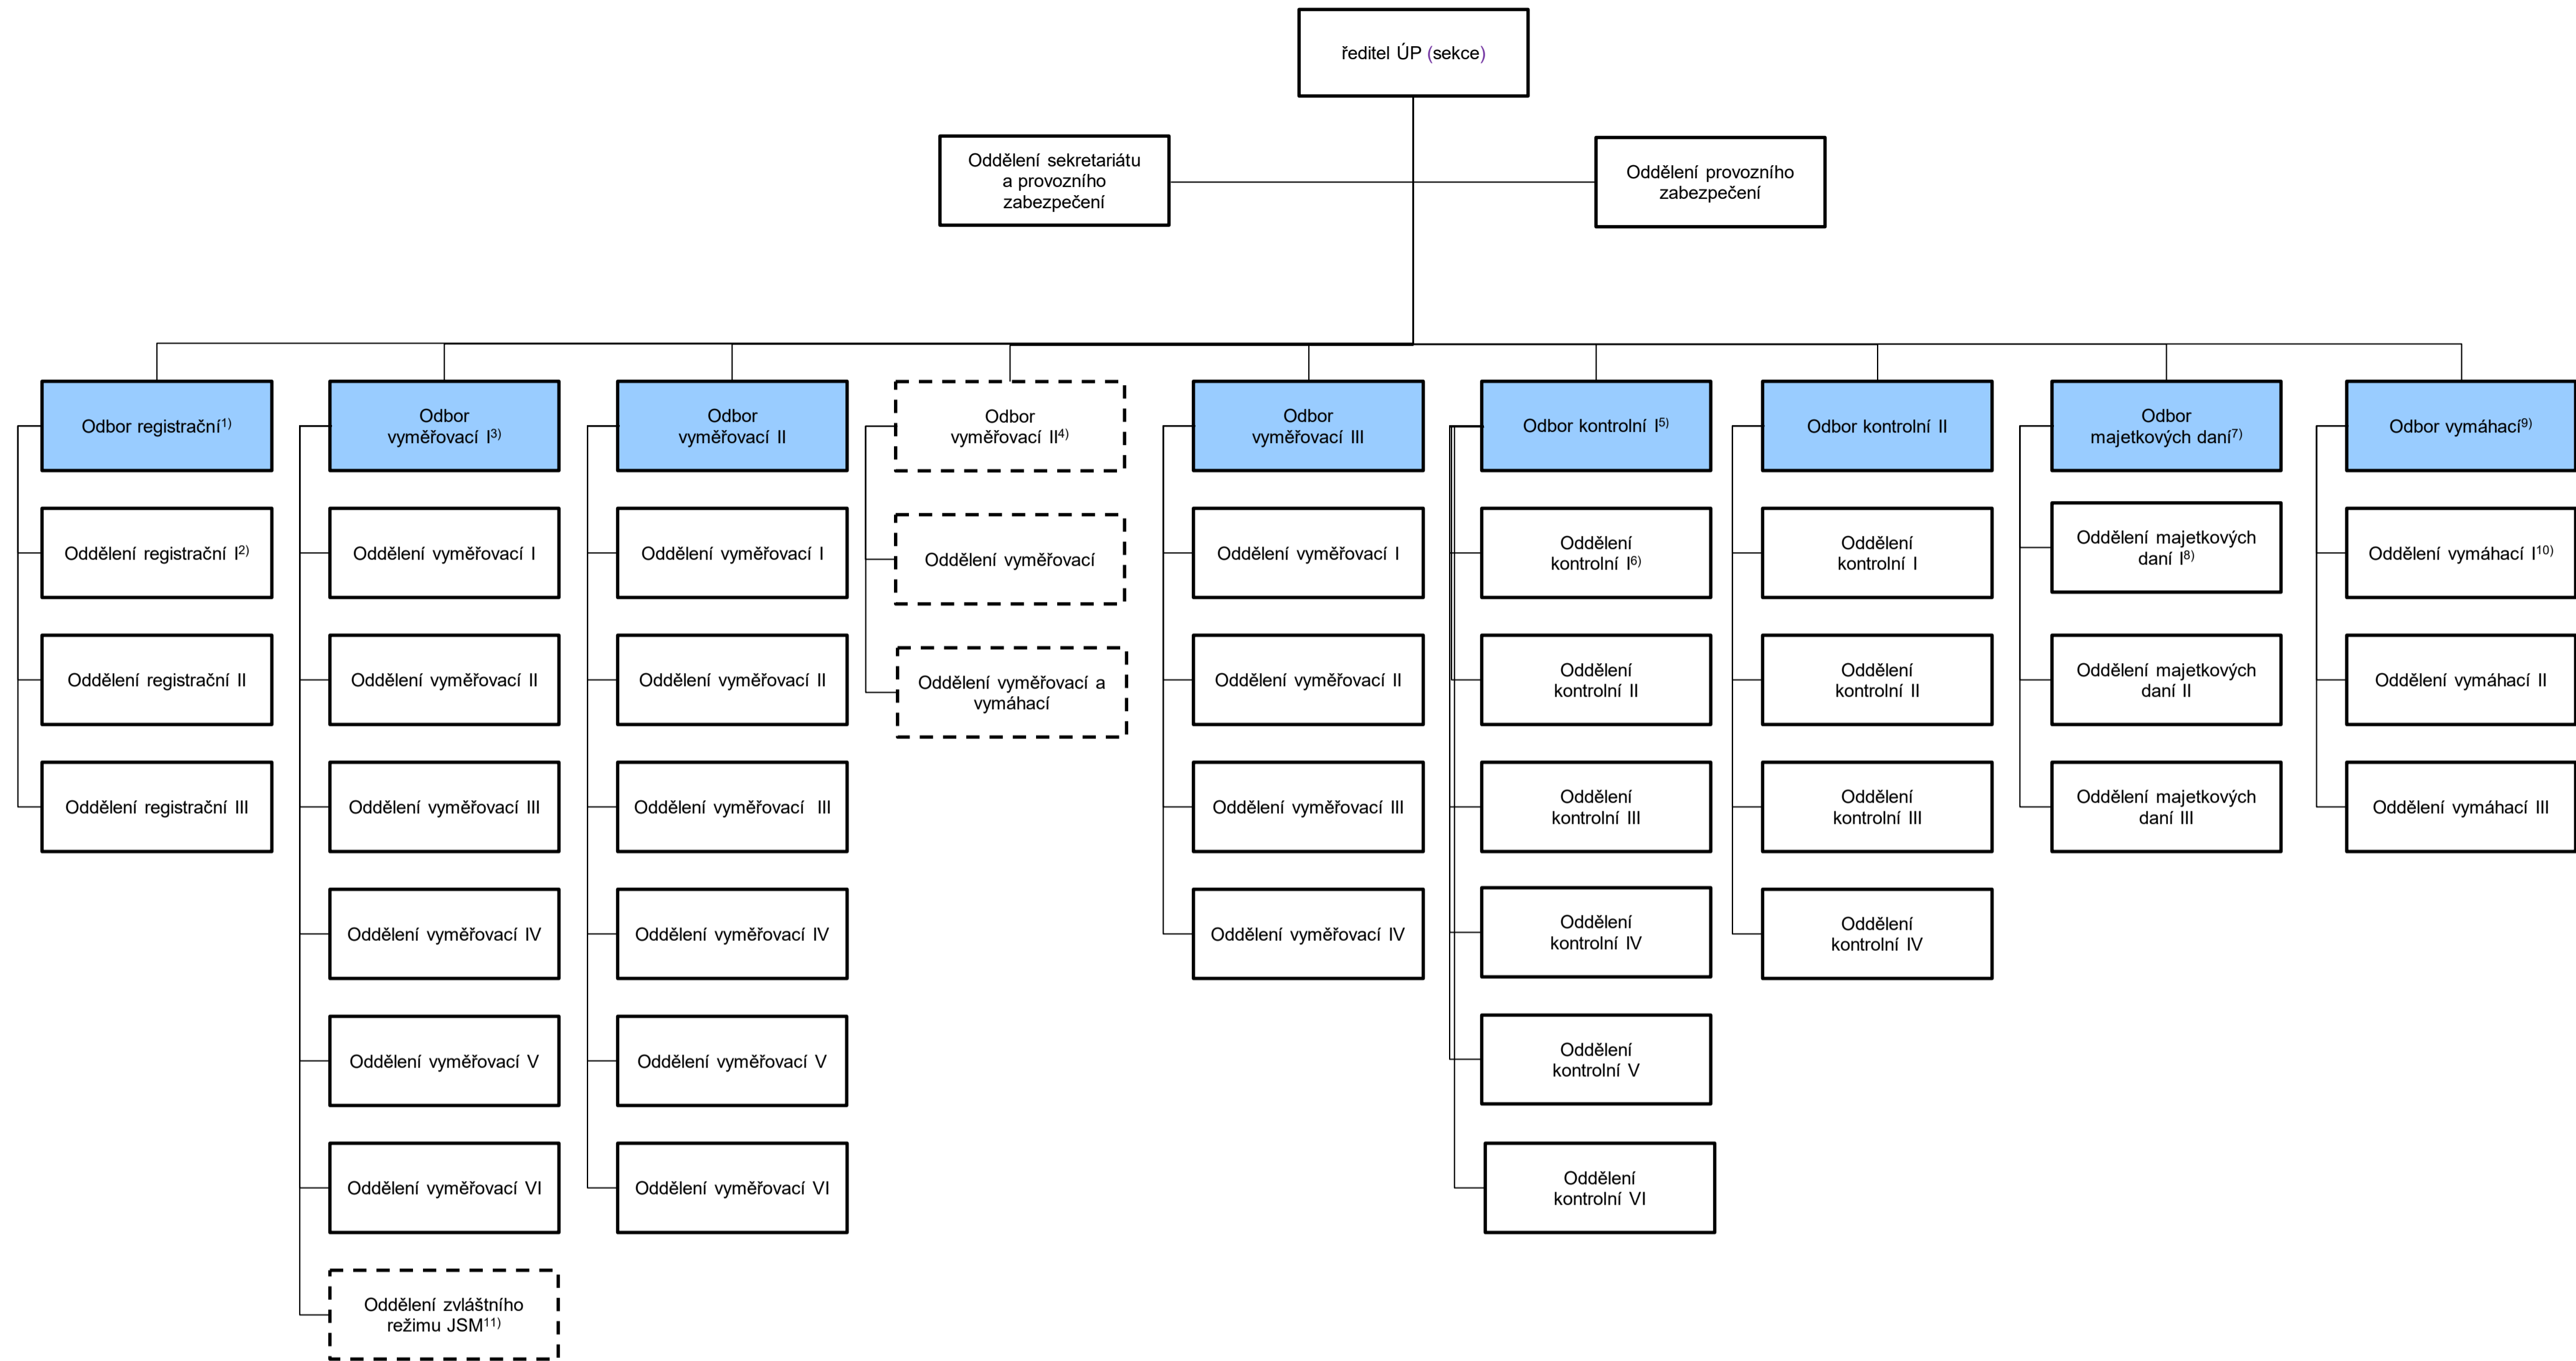 ředitel ÚP (sekce)
Oddělení sekretariátu
a provozního
zabezpečení
Oddělení provozního
zabezpečení
Odbor registrační1)
Oddělení registrační I2)
Oddělení registrační II
Oddělení registrační III
Odbor
vyměřovací I3)
Oddělení vyměřovací I
Oddělení vyměřovací II
Oddělení vyměřovací III
Oddělení vyměřovací IV
Oddělení vyměřovací V
Oddělení vyměřovací VI
Oddělení zvláštního
režimu JSM11)
Odbor
vyměřovací II
Oddělení vyměřovací I
Oddělení vyměřovací II
Oddělení vyměřovací III
Oddělení vyměřovací IV
Oddělení vyměřovací V
Oddělení vyměřovací VI
Odbor
vyměřovací II4)
Oddělení vyměřovací
Oddělení vyměřovací a
vymáhací
Odbor
vyměřovací III
Oddělení vyměřovací I
Oddělení vyměřovací II
Oddělení vyměřovací III
Oddělení vyměřovací IV
Odbor kontrolní I5)
Oddělení
kontrolní I6)
Oddělení
kontrolní II
Oddělení
kontrolní III
Oddělení
kontrolní IV
Oddělení
kontrolní V
Oddělení
kontrolní VI
Odbor kontrolní II
Oddělení
kontrolní I
Oddělení
kontrolní II
Oddělení
kontrolní III
Oddělení
kontrolní IV
Odbor
majetkových daní7)
Oddělení majetkových
daní I8)
Oddělení majetkových
daní II
Oddělení majetkových
daní III
Odbor vymáhací9)
Oddělení vymáhací I10)
Oddělení vymáhací II
Oddělení vymáhací III